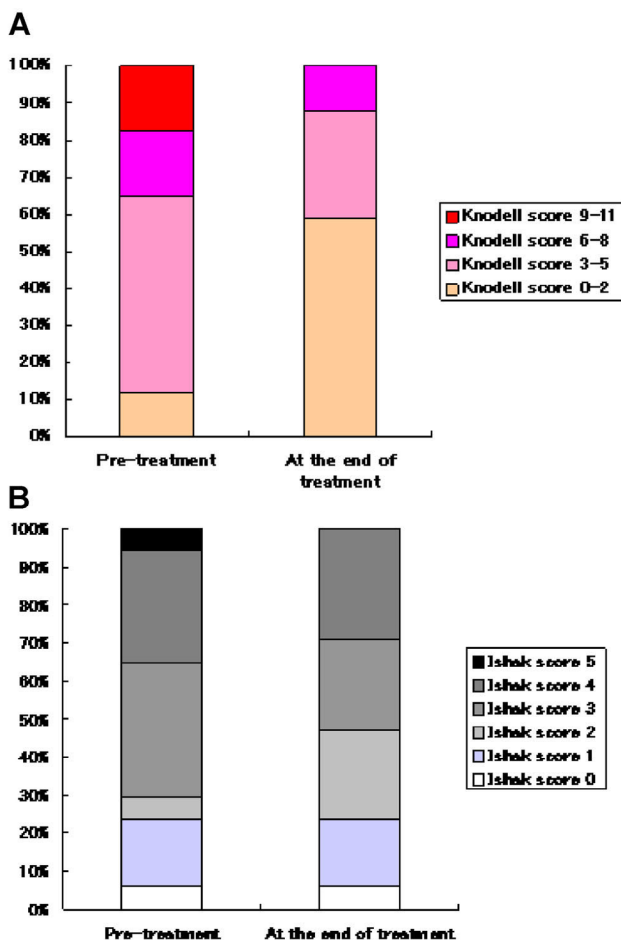 A
100%
90%
80%
70%
60%
50%
40%
30%
20%
10%
0%
Pre-treatment
At the end of
treatment
Knodell score 9-11
Knodell score 6-8
Knodell score 3-5
Knodell score 0-2
B
100%
90%
80%
70%
60%
50%
40%
30%
20%
10%
0%
Pre-treatment
At the end of treatment
Ishak score 5
Ishak score 4
Ishak score 3
Ishak score 2
Ishak score 1
Ishak score 0